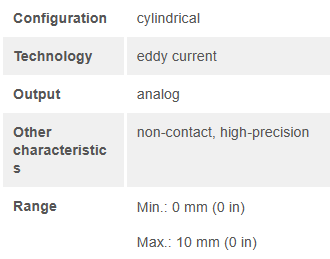 Configuration cylindrical
Technology eddy current
Output analog
Other non-contact, high-precision
characteristic
s
Range Min.: 0 mm (0 in)
Max.: 10 mm (0 in)